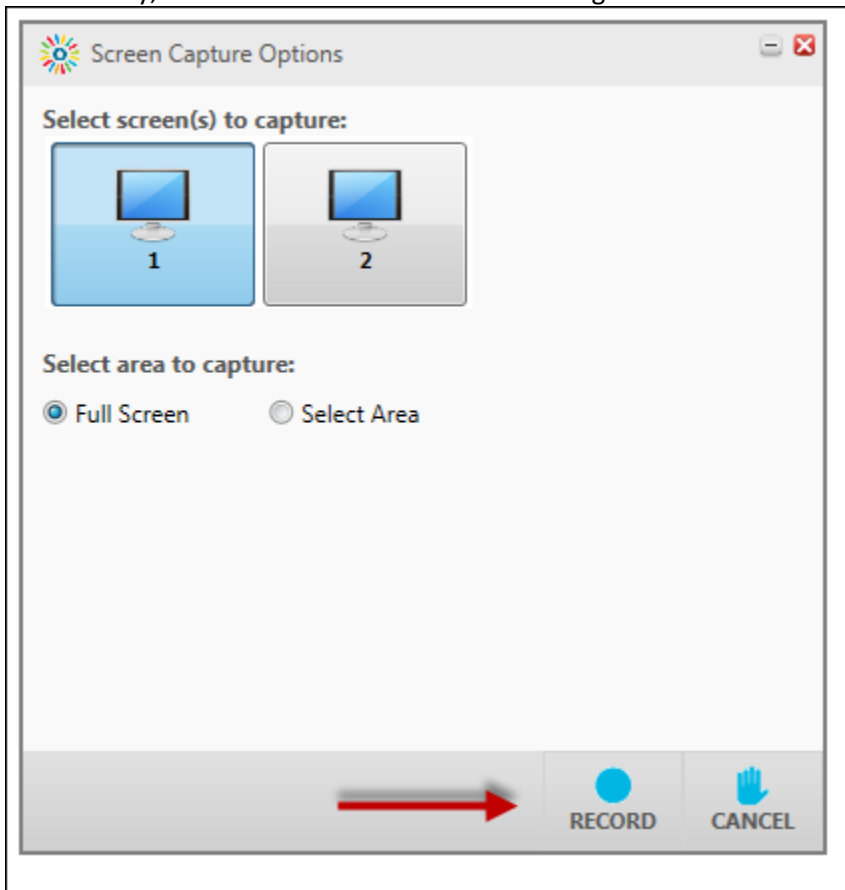 Screen Capture Options
Select screen(s) to capture:
1 2
Select area to capture:
Full Screen Select Area
RECORD CANCEL